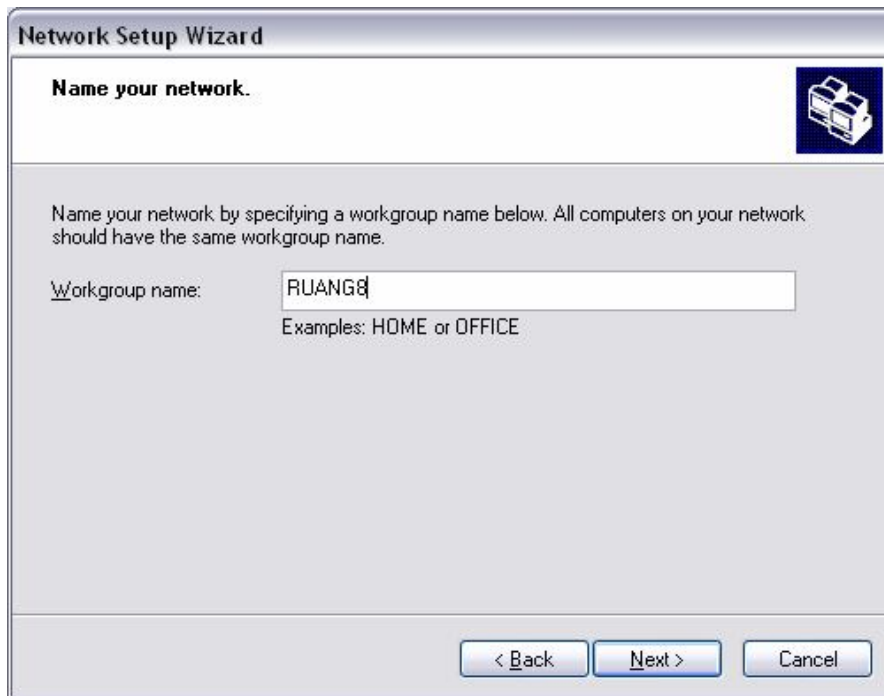 Network Setup Wizard
Name your network.
Name your network by specifying a workgroup name below. All computers on your network
should have the same workgroup name.
Workgroup name: RUANG8
Examples: HOME or OFFICE
< Back Next > Cancel